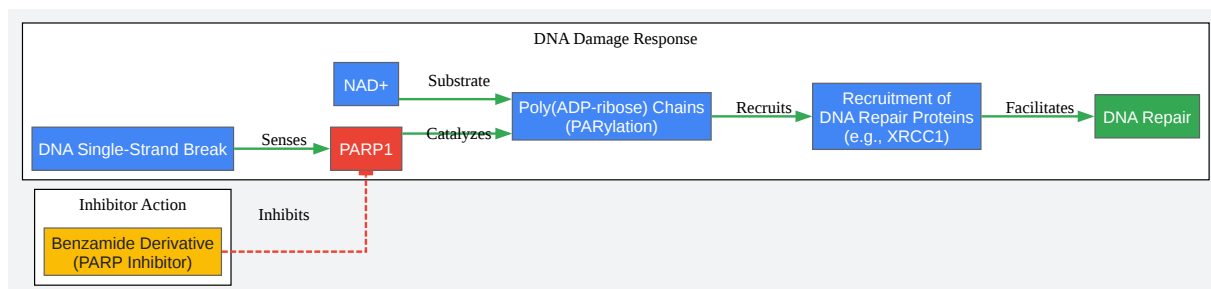 DNA Damage Response
NAD+
Substrate
Poly(ADP-ribose) Chains
(PARylation)
Recruits
Recruitment of
DNA Repair Proteins
(e.g., XRCC1)
Facilitates
DNA Repair
DNA Single-Strand Break
Senses
PARP1
Catalyzes
Inhibitor Action
Inhibits
Benzamide Derivative
(PARP Inhibitor)